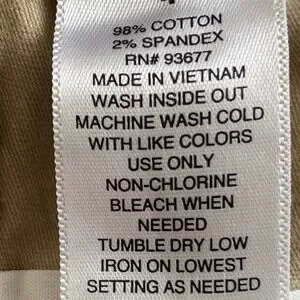 98% COTTON
2% SPANDEX
RN# 93677
MADE IN VIETNAM
WASH INSIDE OUT
MACHINE WASH COLD
WITH LIKE COLORS
USE ONLY
NON-CHLORINE
BLEACH WHEN
NEEDED
TUMBLE DRY LOW
IRON ON LOWEST
SETTING AS NEEDED